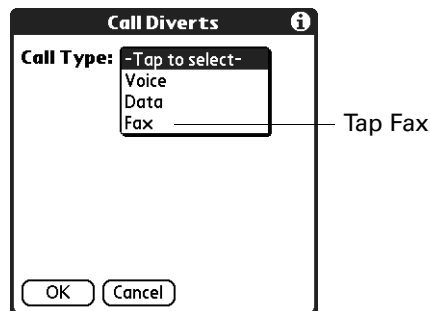 Call Diverts
Call Type: -Tap to select-
Voice
Data
Fax
Tap Fax
OK Cancel